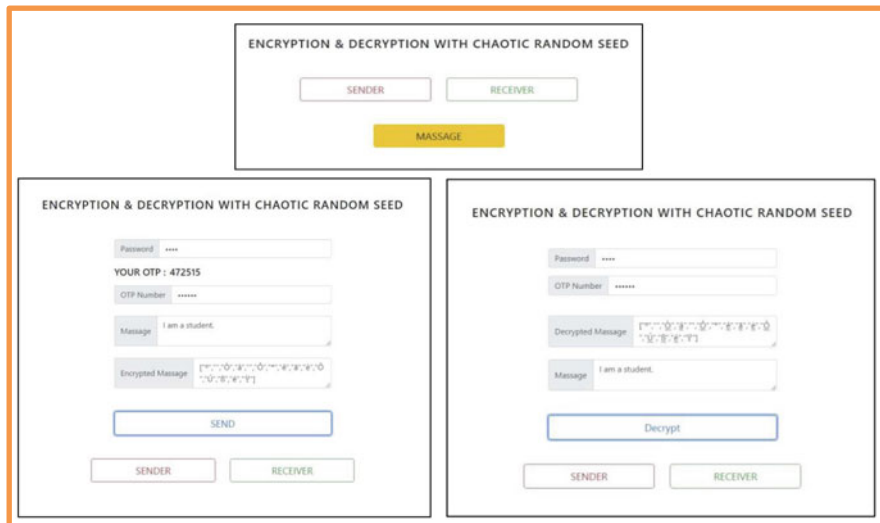 ENCRYPTION & DECRYPTION WITH CHAOTIC RANDOM SEED
SENDER RECEIVER
MASSAGE
ENCRYPTION & DECRYPTION WITH CHAOTIC RANDOM SEED
Password ••••
YOUR OTP : 472515
OTP Number ••••••
Massage I am a student.
Encrypted Massage
SEND
SENDER RECEIVER
ENCRYPTION & DECRYPTION WITH CHAOTIC RANDOM SEED
Password ••••
OTP Number ••••••
Decrypted Massage
Massage I am a student.
Decrypt
SENDER RECEIVER